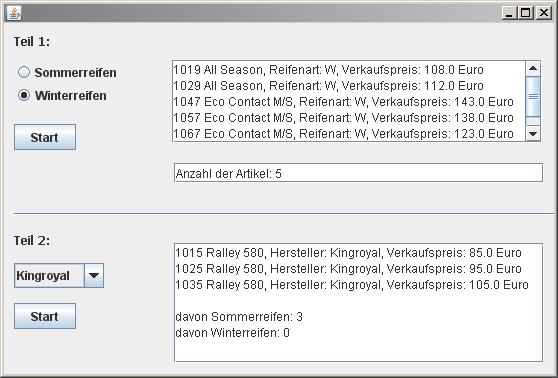 Teil 1:
Sommerreifen
Winterreifen
Start
1019 All Season, Reifenart: W, Verkaufspreis: 108.0 Euro
1029 All Season, Reifenart: W, Verkaufspreis: 112.0 Euro
1047 Eco Contact M/S, Reifenart: W, Verkaufspreis: 143.0 Euro
1057 Eco Contact M/S, Reifenart: W, Verkaufspreis: 138.0 Euro
1067 Eco Contact M/S, Reifenart: W, Verkaufspreis: 123.0 Euro
Anzahl der Artikel: 5
Teil 2:
Kingroyal
Start
1015 Ralley 580, Hersteller: Kingroyal, Verkaufspreis: 85.0 Euro
1025 Ralley 580, Hersteller: Kingroyal, Verkaufspreis: 95.0 Euro
1035 Ralley 580, Hersteller: Kingroyal, Verkaufspreis: 105.0 Euro
davon Sommerreifen: 3
davon Winterreifen: 0